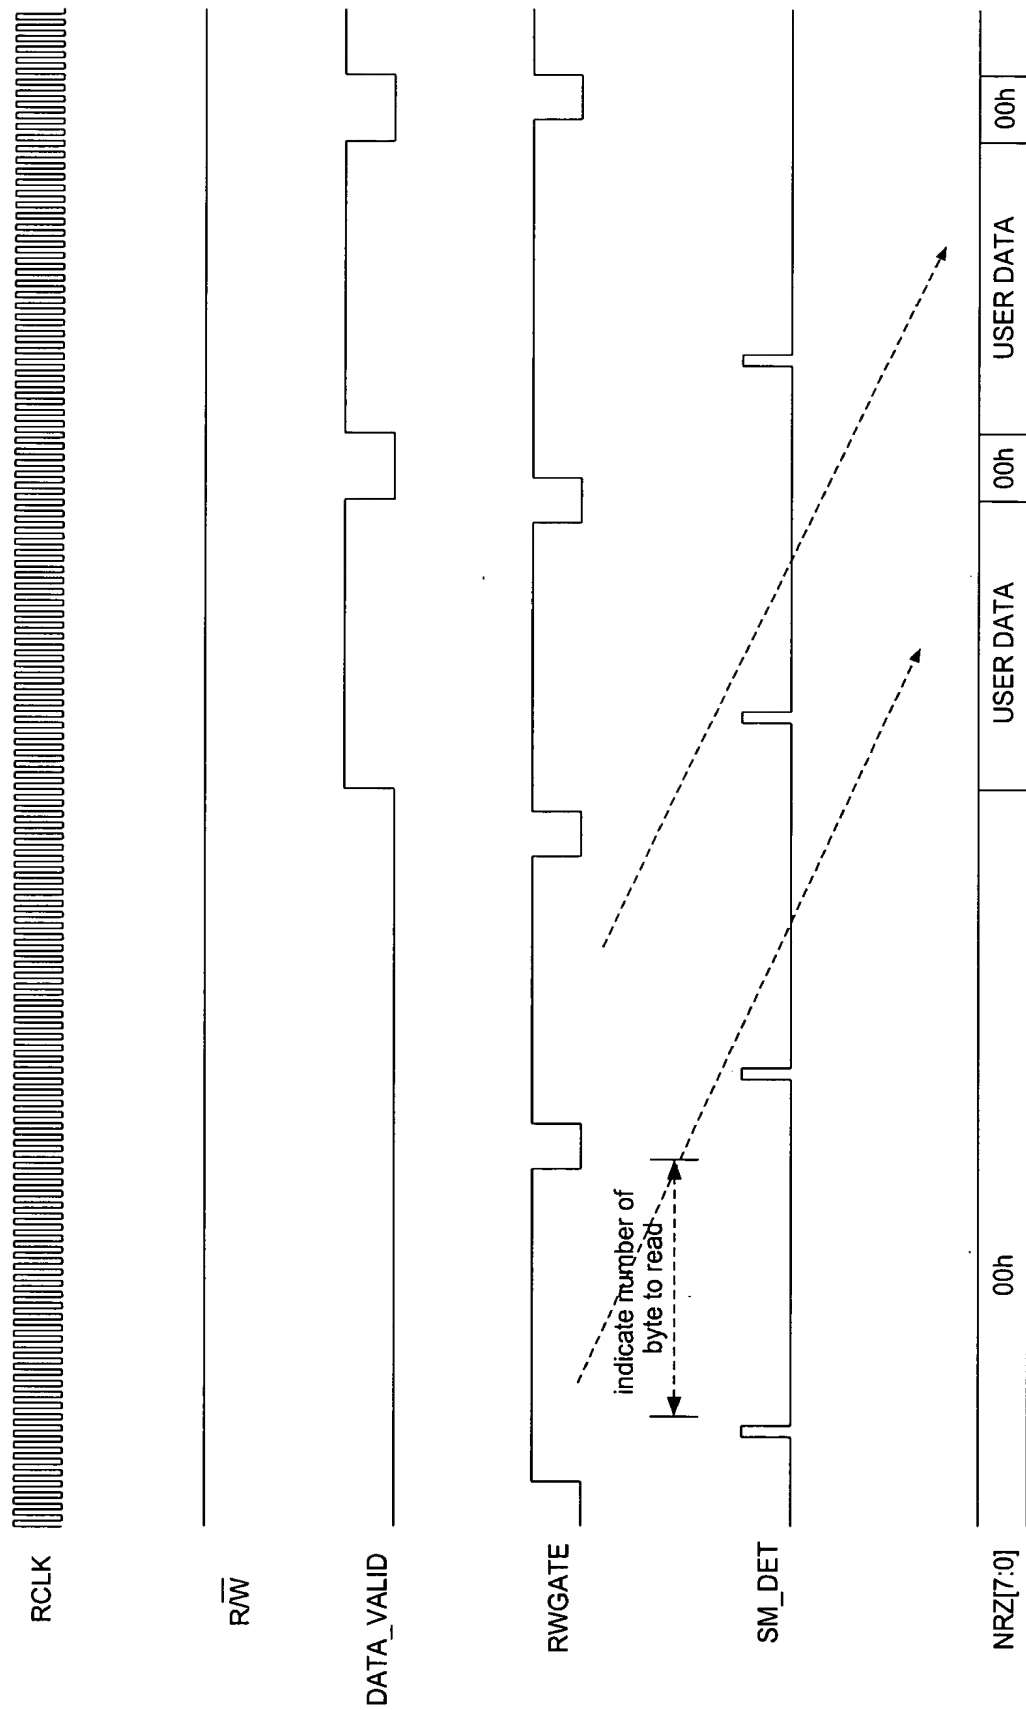 RCLK
R/W
DATA_VALID
RWGATE
indicate number of
byte to read
SM_DET
NRZ[7:0]
00h
USER DATA
00h
USER DATA
00h